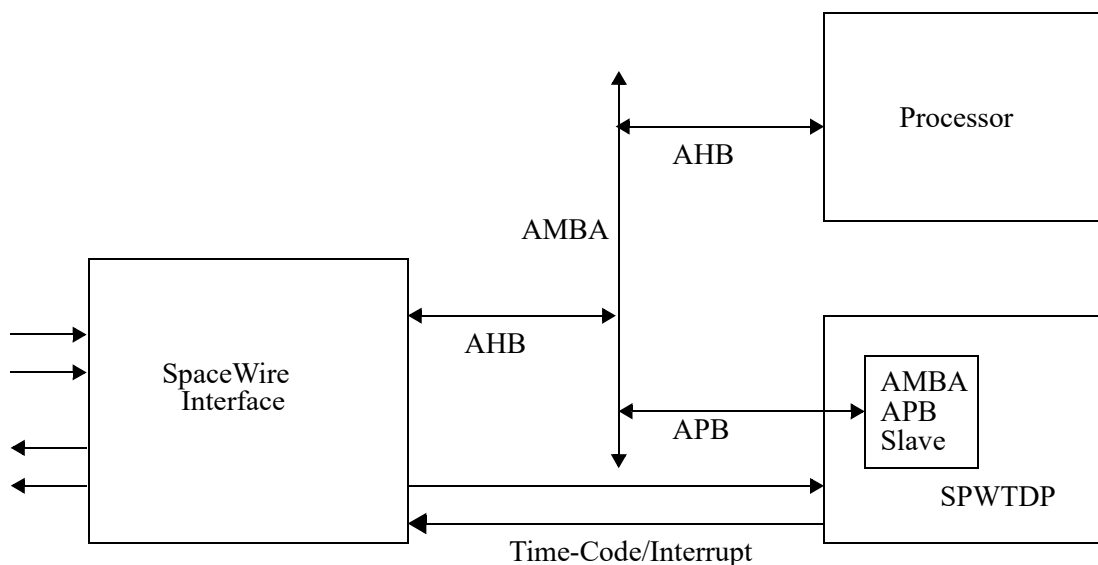 Processor
AHB
AMBA
AHB
SpaceWire
Interface
AMBA
APB
Slave
APB
SPWTDP
Time-Code/Interrupt